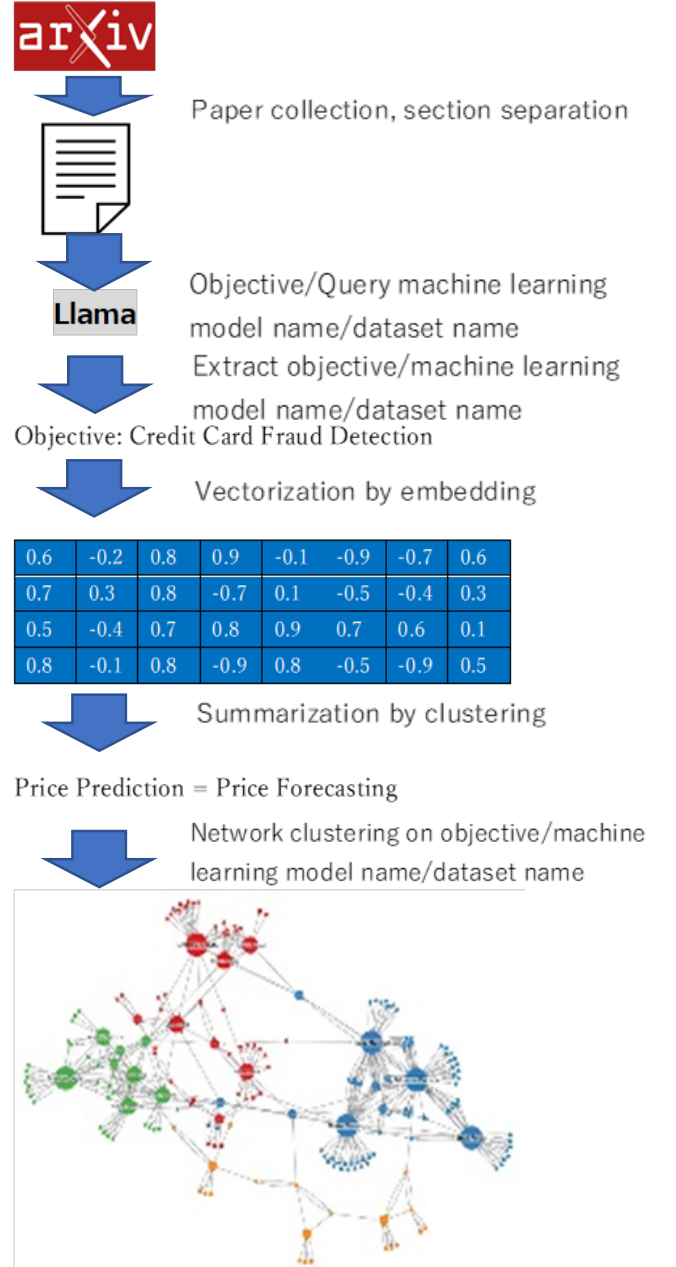 arXiv
Paper collection, section separation
Llama
Objective/Query machine learning
model name/dataset name
Extract objective/machine learning
model name/dataset name
Objective: Credit Card Fraud Detection
Vectorization by embedding
0.6 -0.2 0.8 0.9 -0.1 -0.9 -0.7 0.6
0.7 0.3 0.8 -0.7 0.1 -0.5 -0.4 0.3
0.5 -0.4 0.7 0.8 0.9 0.7 0.6 0.1
0.8 -0.1 0.8 -0.9 0.8 -0.5 -0.9 0.5
Summarization by clustering
Price Prediction = Price Forecasting
Network clustering on objective/machine
learning model name/dataset name